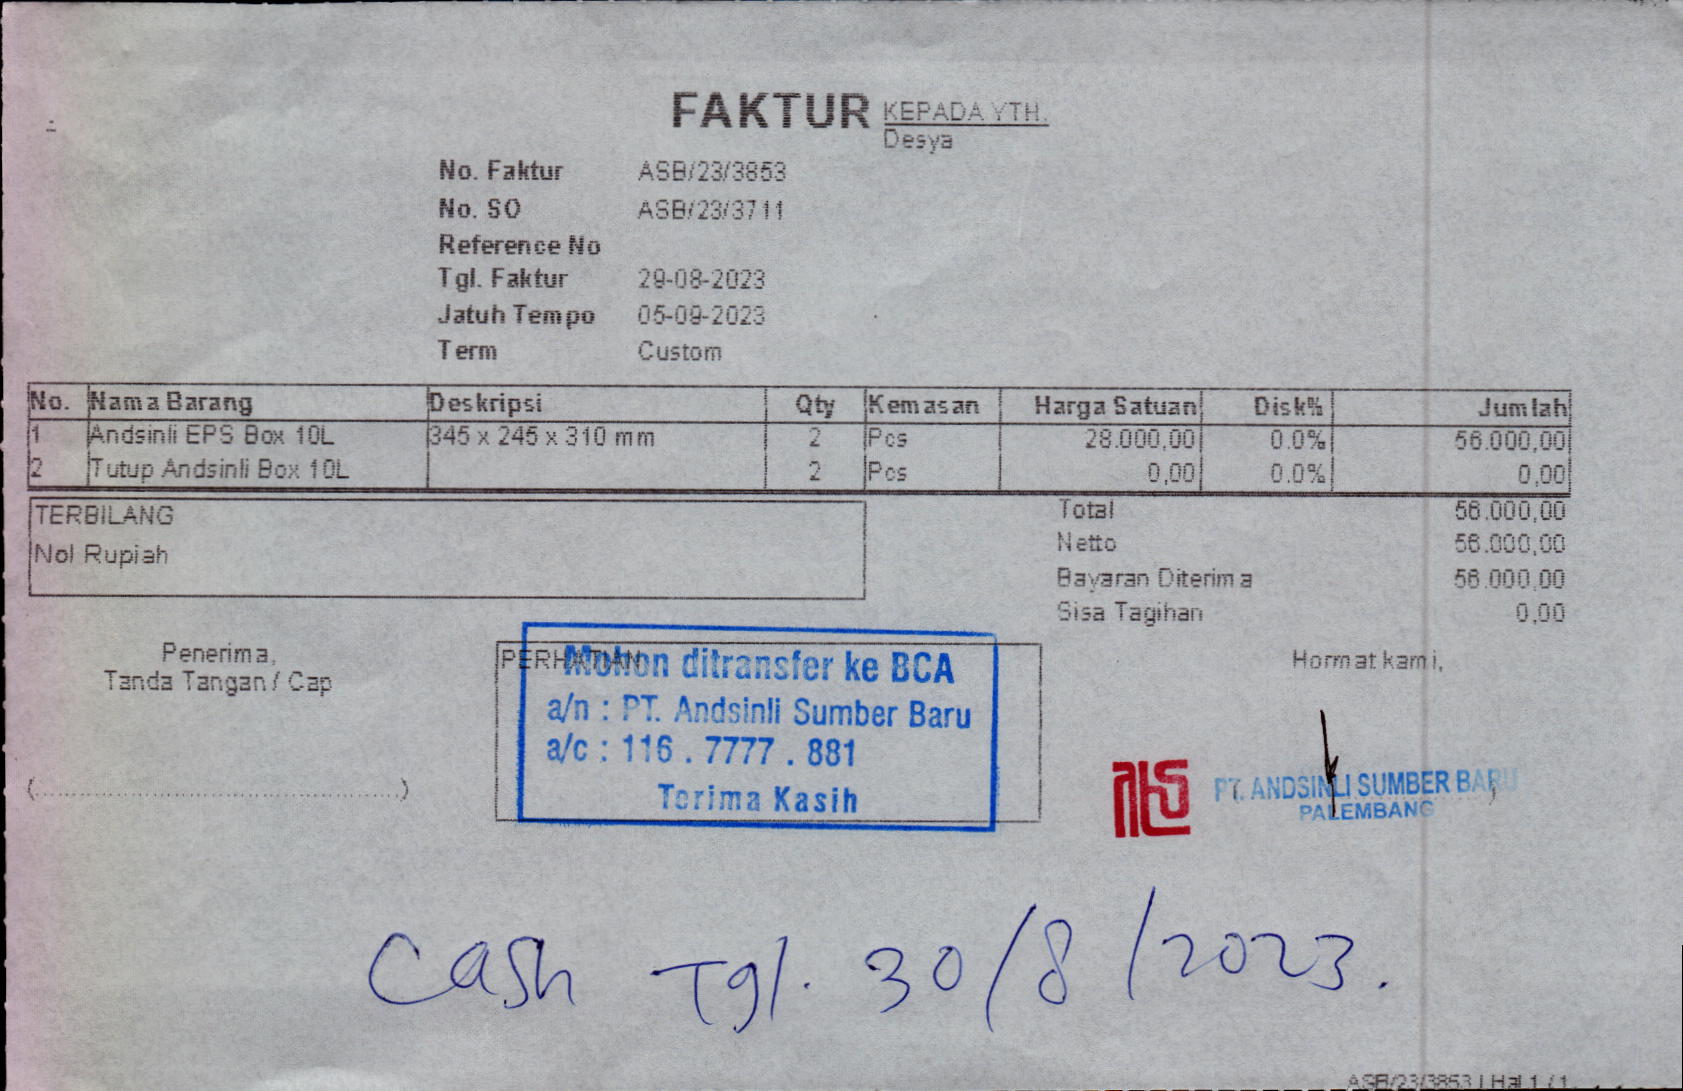 FAKTUR
KEPADA YTH.
Desya
No. Faktur ASB/23/3853
No. SO ASB/23/3711
Reference No
Tgl. Faktur 29-08-2023
Jatuh Tempo 05-09-2023
Term Custom
No. Nama Barang Deskripsi Qty Kemasan Harga Satuan Disk% Jumlah
1 Andsinli EPS Box 10L 345 x 245 x 310 mm 2 Pcs 28.000,00 0.0% 56.000,00
2 Tutup Andsinli Box 10L 2 Pcs 0,00 0.0% 0,00
TERBILANG
Nol Rupiah
Total 56.000,00
Netto 56.000,00
Bayaran Diterima 56.000,00
Sisa Tagihan 0,00
Penerima,
Tanda Tangan / Cap
(....................................................)
PERHATIAN
Mohon ditransfer ke BCA
a/n : PT. Andsinli Sumber Baru
a/c : 116 . 7777 . 881
Terima Kasih
Hormat kami,
PT. ANDSINLI SUMBER BARU
PALEMBANG
Cash Tgl. 30/8/2023.
ASB/23/3853 | Hal 1 / 1